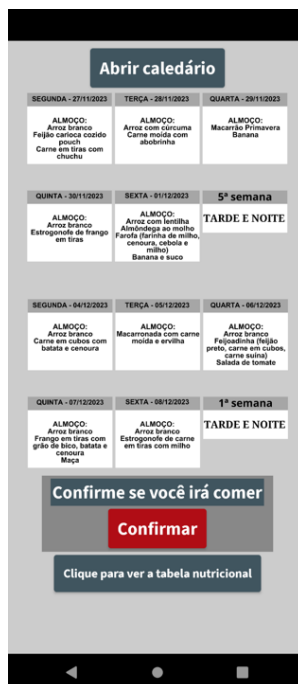 Abrir caledário
SEGUNDA - 27/11/2023
TERÇA - 28/11/2023
QUARTA - 29/11/2023
ALMOÇO:
Arroz branco
Feijão carioca cozido
pouch
Carne em tiras com
chuchu
ALMOÇO:
Arroz com cúrcuma
Carne moída com
abobrinha
ALMOÇO:
Macarrão Primavera
Banana
QUINTA - 30/11/2023
SEXTA - 01/12/2023
5ª semana
ALMOÇO:
Arroz branco
Estrogonofe de frango
em tiras
ALMOÇO:
Arroz com lentilha
Almôndega ao molho
Farofa (farinha de milho,
cenoura, cebola e
milho)
Banana e suco
TARDE E NOITE
SEGUNDA - 04/12/2023
TERÇA - 05/12/2023
QUARTA - 06/12/2023
ALMOÇO:
Arroz branco
Carne em cubos com
batata e cenoura
ALMOÇO:
Macarronada com carne
moída e ervilha
ALMOÇO:
Arroz branco
Feijoadinha (feijão
preto, carne em cubos,
carne suína)
Salada de tomate
QUINTA - 07/12/2023
SEXTA - 08/12/2023
1ª semana
ALMOÇO:
Arroz branco
Frango em tiras com
grão de bico, batata e
cenoura
Maça
ALMOÇO:
Arroz branco
Estrogonofe de carne
em tiras com milho
TARDE E NOITE
Confirme se você irá comer
Confirmar
Clique para ver a tabela nutricional